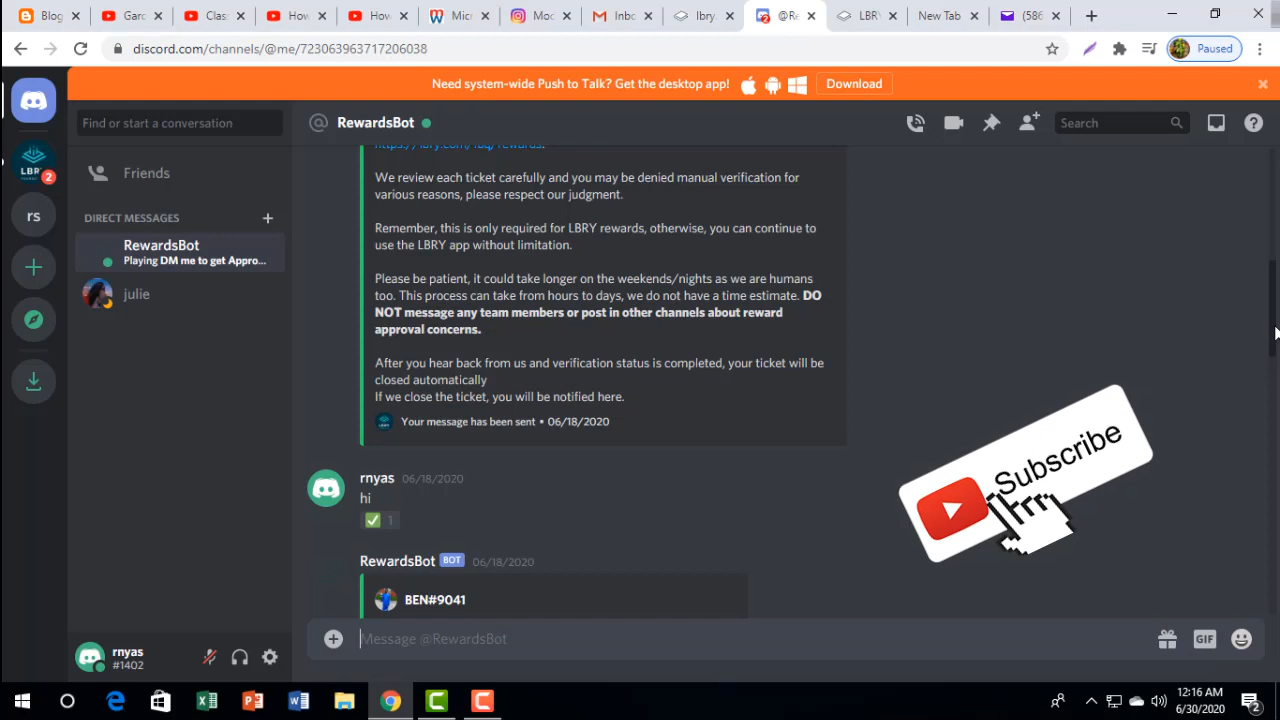 Blog
Gard
Class
How
How
Micr
Moc
Inbc
lbry
@Re
LBRY
New Tab
(586
discord.com/channels/@me/723063963717206038
Paused
Need system-wide Push to Talk? Get the desktop app!
Download
Find or start a conversation
@ RewardsBot
Search
LBRY
2
Friends
rs
DIRECT MESSAGES
RewardsBot
Playing DM me to get Appro...
julie
https://lbry.com/faq/rewards.
We review each ticket carefully and you may be denied manual verification for
various reasons, please respect our judgment.
Remember, this is only required for LBRY rewards, otherwise, you can continue to
use the LBRY app without limitation.
Please be patient, it could take longer on the weekends/nights as we are humans
too. This process can take from hours to days, we do not have a time estimate. DO
NOT message any team members or post in other channels about reward
approval concerns.
After you hear back from us and verification status is completed, your ticket will be
closed automatically
If we close the ticket, you will be notified here.
Your message has been sent • 06/18/2020
Subscribe
rnyas 06/18/2020
hi
1
RewardsBot BOT 06/18/2020
BEN#9041
Message @RewardsBot
GIF
rnyas
#1402
12:16 AM
6/30/2020
2